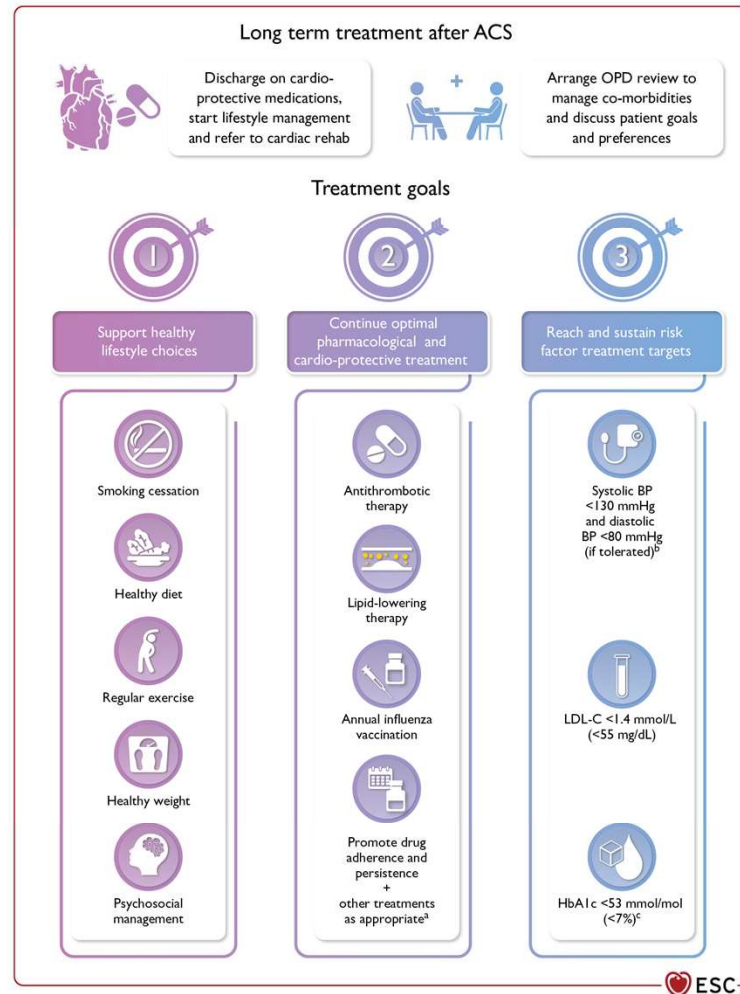 Long term treatment after ACS
Discharge on cardio-
protective medications,
start lifestyle management
and refer to cardiac rehab
Arrange OPD review to
manage co-morbidities
and discuss patient goals
and preferences
Treatment goals
1
2
3
Support healthy
lifestyle choices
Continue optimal
pharmacological and
cardio-protective treatment
Reach and sustain risk
factor treatment targets
Smoking cessation
Healthy diet
Regular exercise
Healthy weight
Psychosocial
management
Antithrombotic
therapy
Lipid-lowering
therapy
Annual influenza
vaccination
Promote drug
adherence and
persistence
+
other treatments
as appropriateᵃ
Systolic BP
<130 mmHg
and diastolic
BP <80 mmHg
(if tolerated)ᵇ
LDL-C <1.4 mmol/L
(<55 mg/dL)
HbA1c <53 mmol/mol
(<7%)ᶜ
ESC